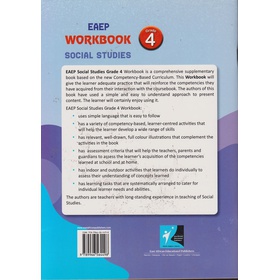 EAEP
WORKBOOK
4
SOCIAL STUDIES
EAEP Social Studies Grade 4 Workbook is a comprehensive supplementary
book based on the new Competency-Based Curriculum. This Workbook will
give the learner adequate practice that will reinforce the competencies they
have acquired from their interaction with the Coursebook. The authors of this
book have used a simple and easy to understand approach to present
content. The learner will certainly enjoy using it.
EAEP Social Studies Grade 4 Workbook:
• uses simple language that is easy to follow
• has a variety of competency based, learner-centred activities that
will help the learner develop a wide range of skills
• has relevant, well-drawn, full colour illustrations that complement the
activities in the book
• has assessment criteria that will help the teachers, parents and
guardians to assess the learner's acquisition of the competencies
learned at school and at home.
• has indoor and outdoor activities that learners do individually to
assess their understanding of concepts learned
• has learning tasks that are systematically arranged to cater for
individual learner needs and abilities.
The authors are teachers with long-standing experience in teaching of Social
Studies.